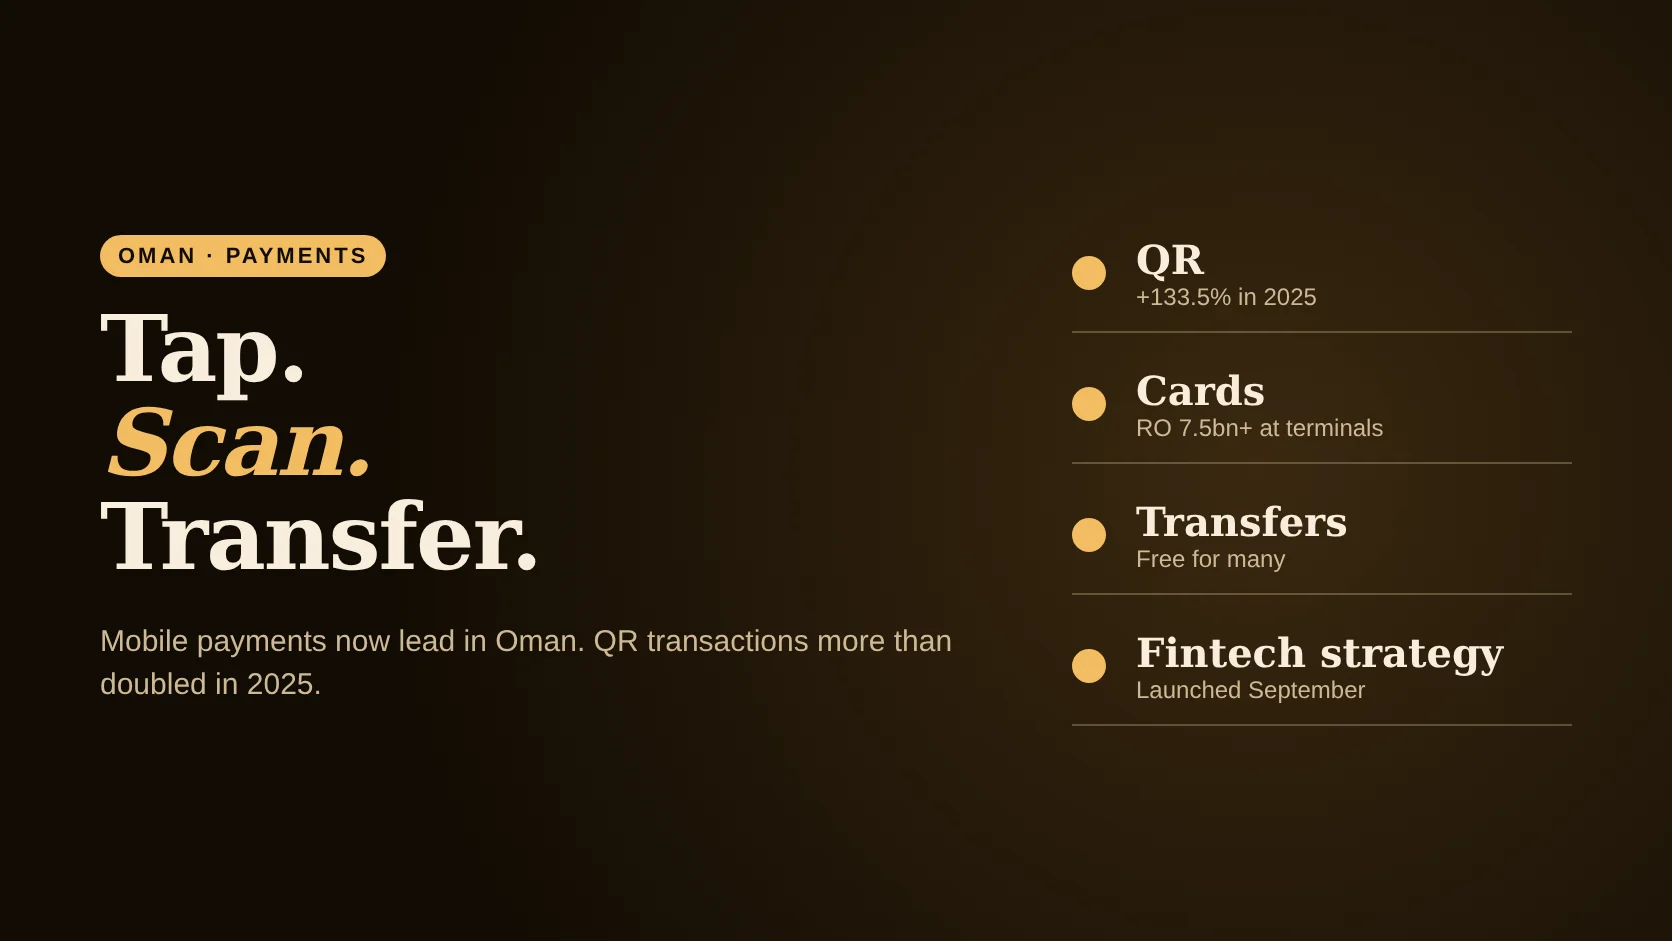 OMAN · PAYMENTS
Tap.
Scan.
Transfer.
Mobile payments now lead in Oman. QR transactions more than
doubled in 2025.
QR
+133.5% in 2025
Cards
RO 7.5bn+ at terminals
Transfers
Free for many
Fintech strategy
Launched September